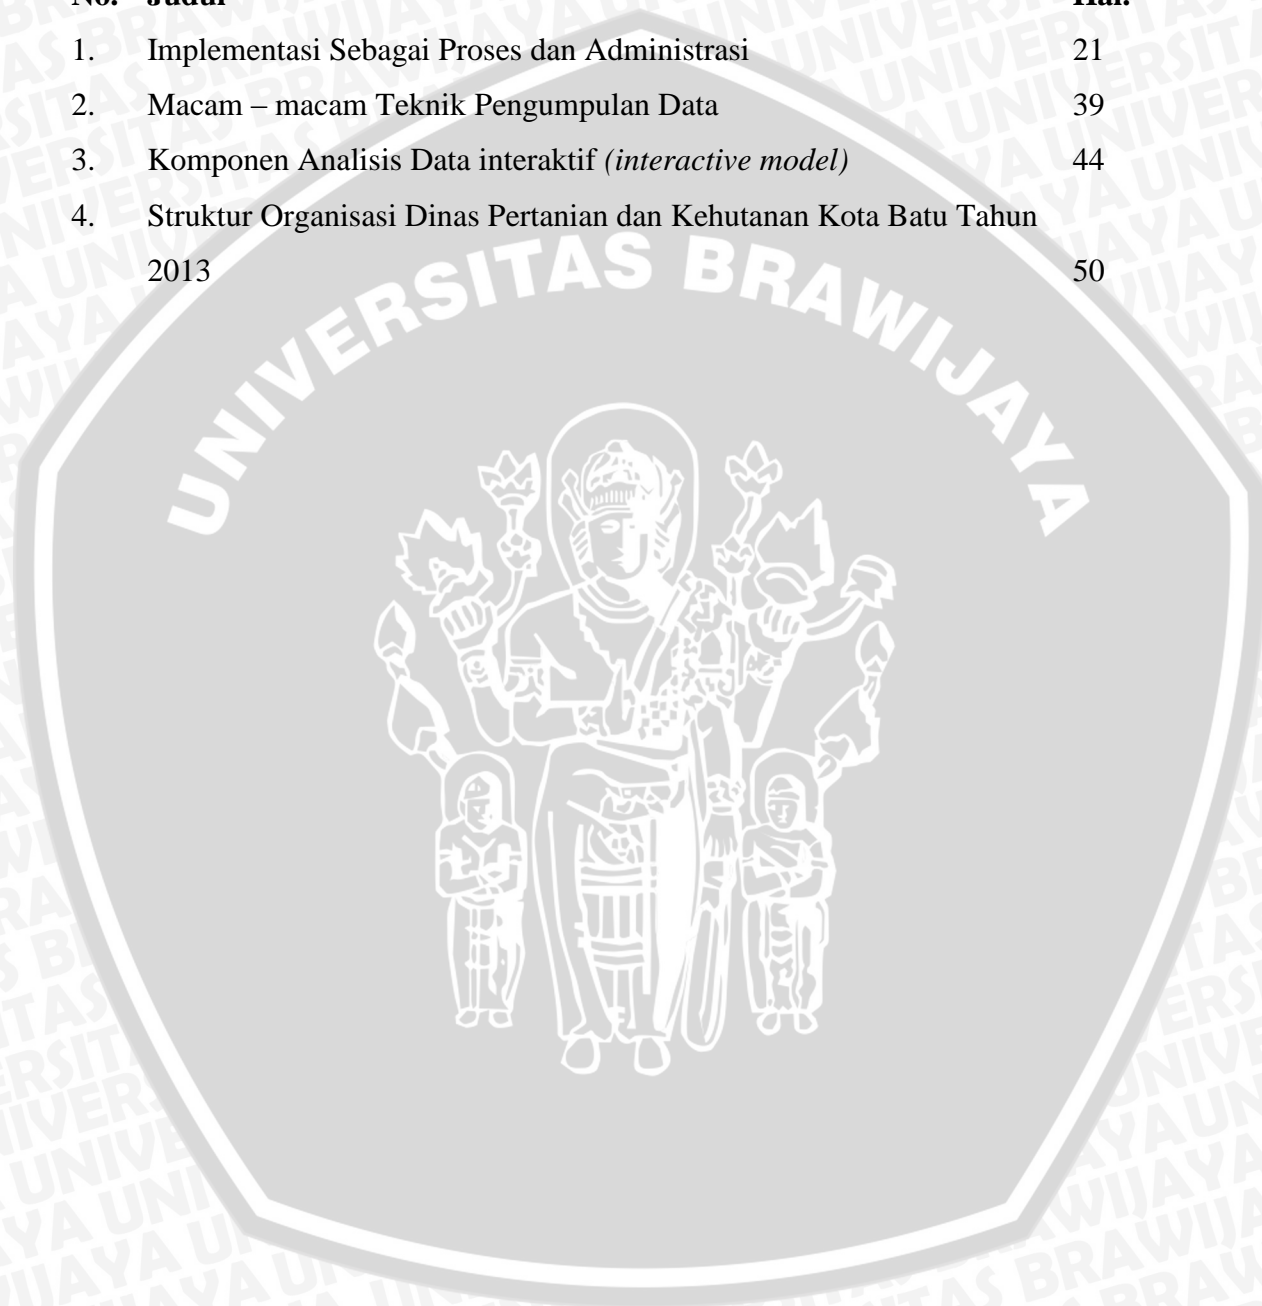 No. Judul Hal.
1. Implementasi Sebagai Proses dan Administrasi 21
2. Macam – macam Teknik Pengumpulan Data 39
3. Komponen Analisis Data interaktif (interactive model) 44
4. Struktur Organisasi Dinas Pertanian dan Kehutanan Kota Batu Tahun
2013 50
UNIVERSITAS BRAWIJAYA